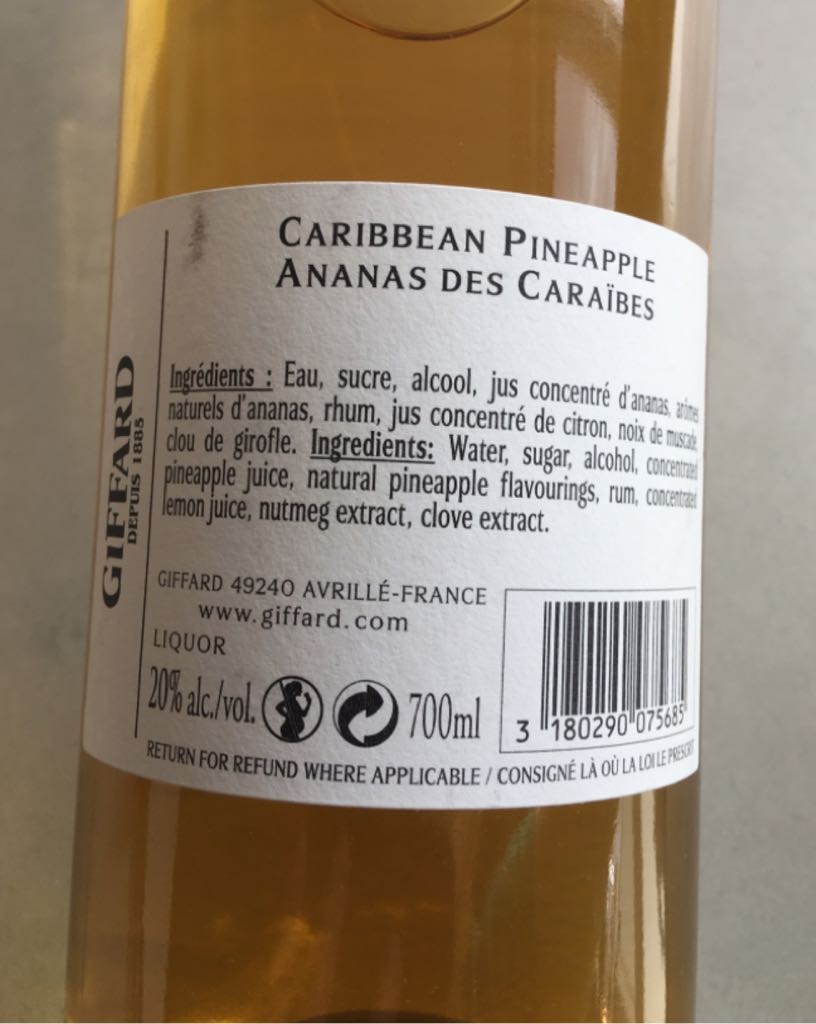 CARIBBEAN PINEAPPLE
ANANAS DES CARAÏBES
Ingrédients : Eau, sucre, alcool, jus concentré d'ananas, arômes
naturels d'ananas, rhum, jus concentré de citron, noix de muscade,
clou de girofle. Ingredients: Water, sugar, alcohol, concentrated
pineapple juice, natural pineapple flavourings, rum, concentrated
lemon juice, nutmeg extract, clove extract.
GIFFARD
DEPUIS 1885
GIFFARD 49240 AVRILLÉ-FRANCE
www.giffard.com
LIQUOR
20% alc./vol. 700ml
3 180290 075685
RETURN FOR REFUND WHERE APPLICABLE / CONSIGNÉ LÀ OÙ LA LOI LE PRESCRIT